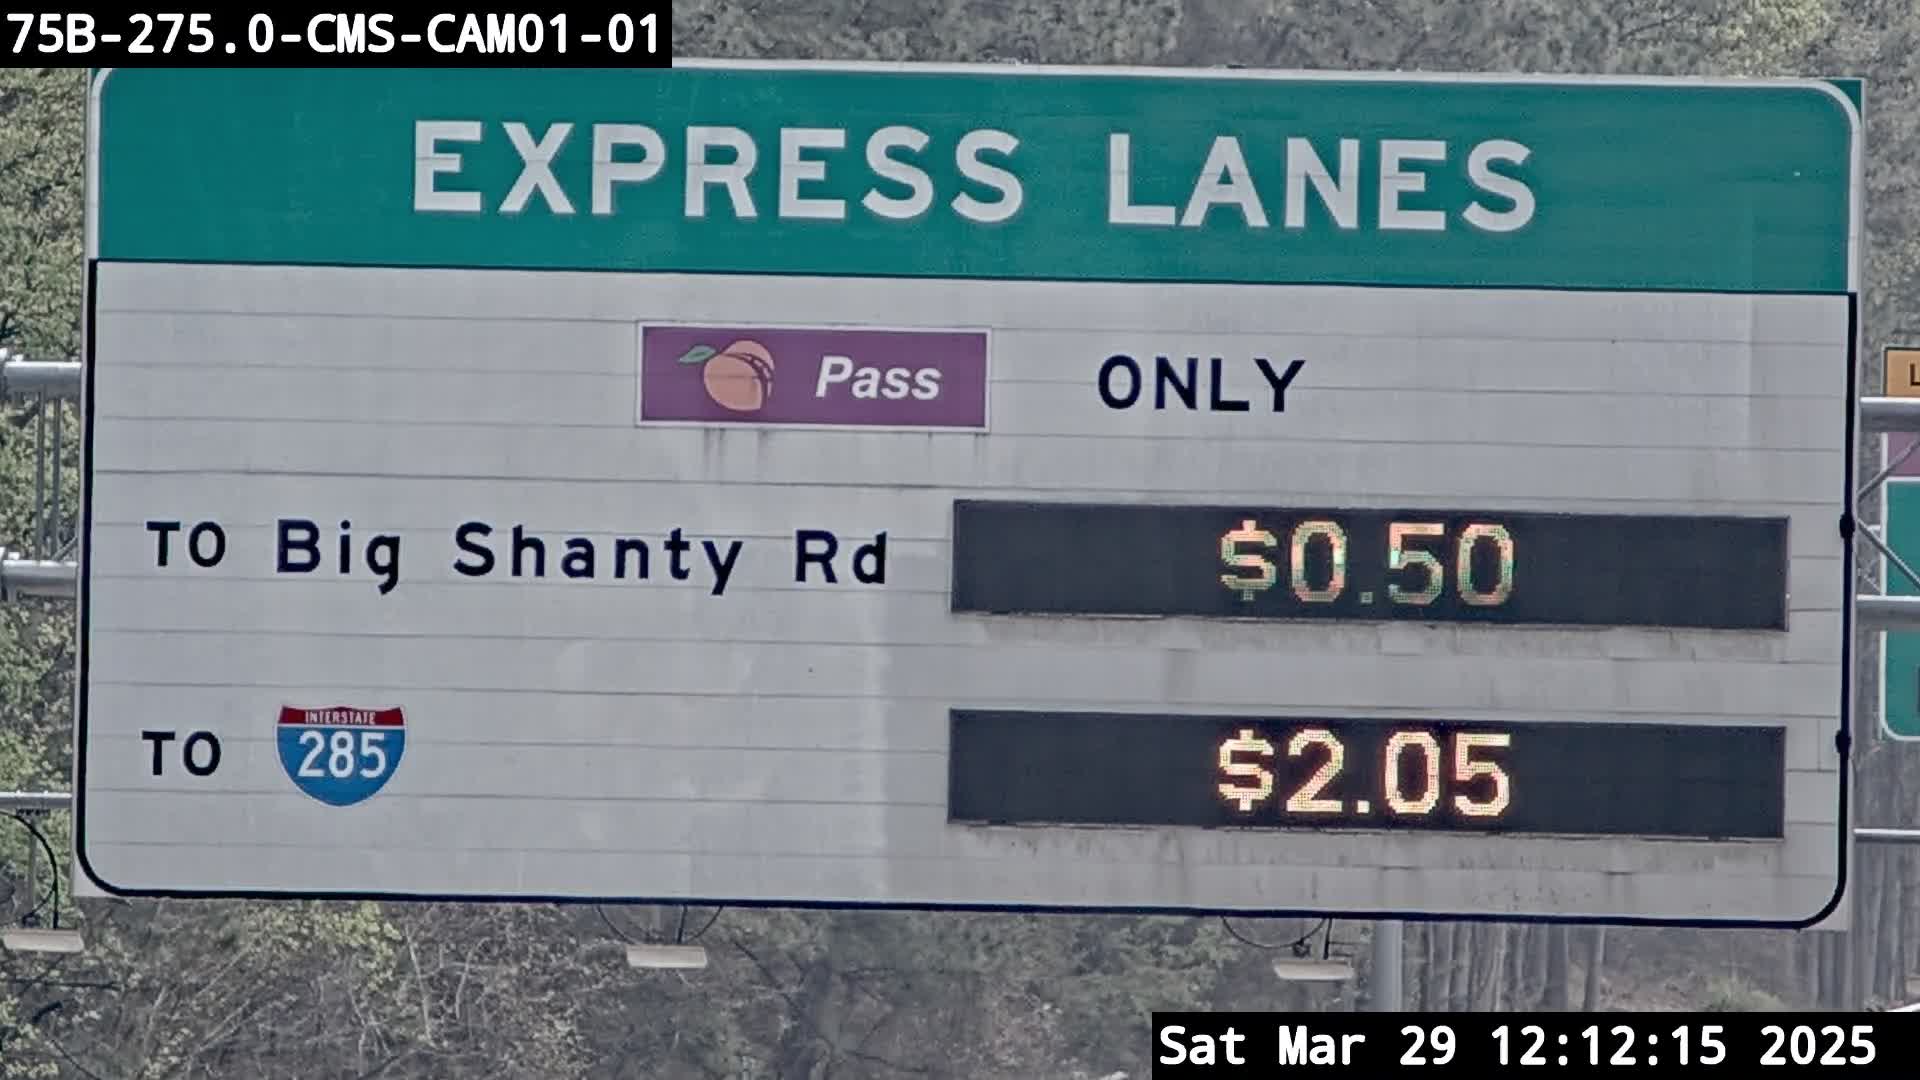 75B-275.0-CMS-CAM01-01
EXPRESS LANES
Pass ONLY
TO Big Shanty Rd $0.50
TO INTERSTATE 285 $2.05
Sat Mar 29 12:12:15 2025